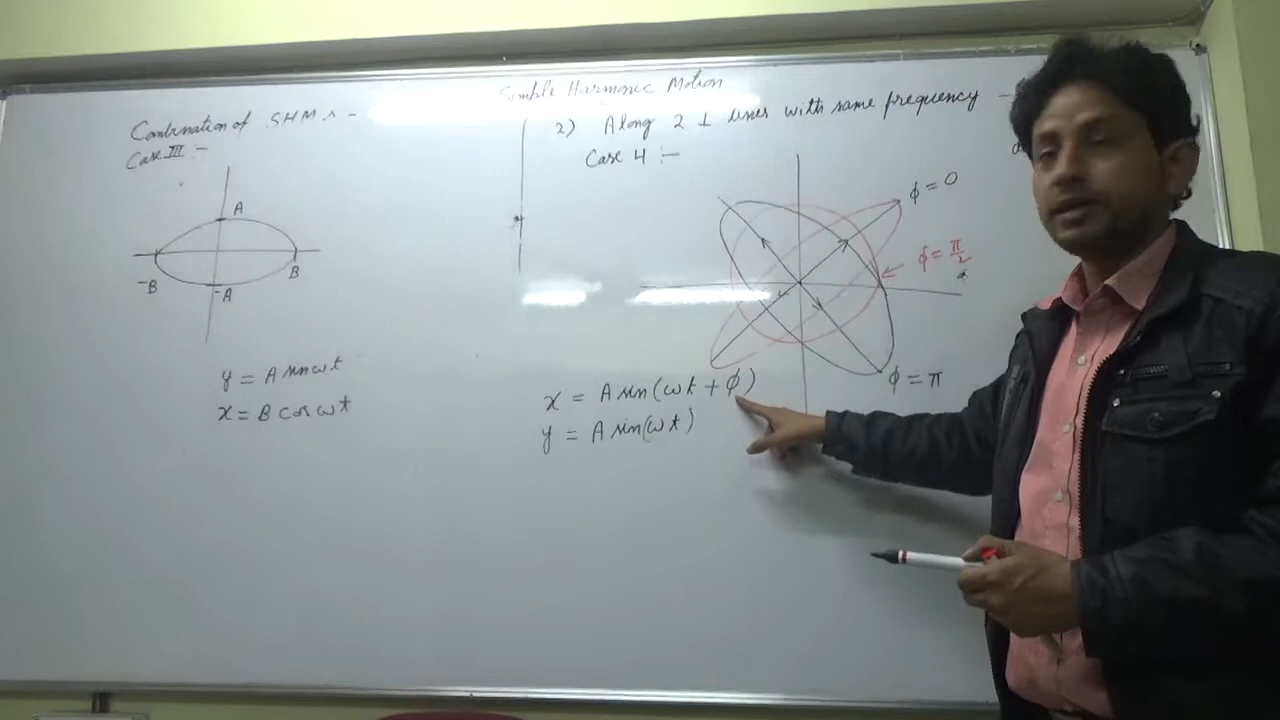 Simple Harmonic Motion
Combination of SHM.s -
Case III :-
A
-B
B
-A
y = A sin ωt
x = B cos ωt
2) Along 2 ⊥ lines with same frequency -
Case 4 :-
φ = 0
φ = π/2
φ = π
x = A sin(ωt + φ)
y = A sin(ωt)